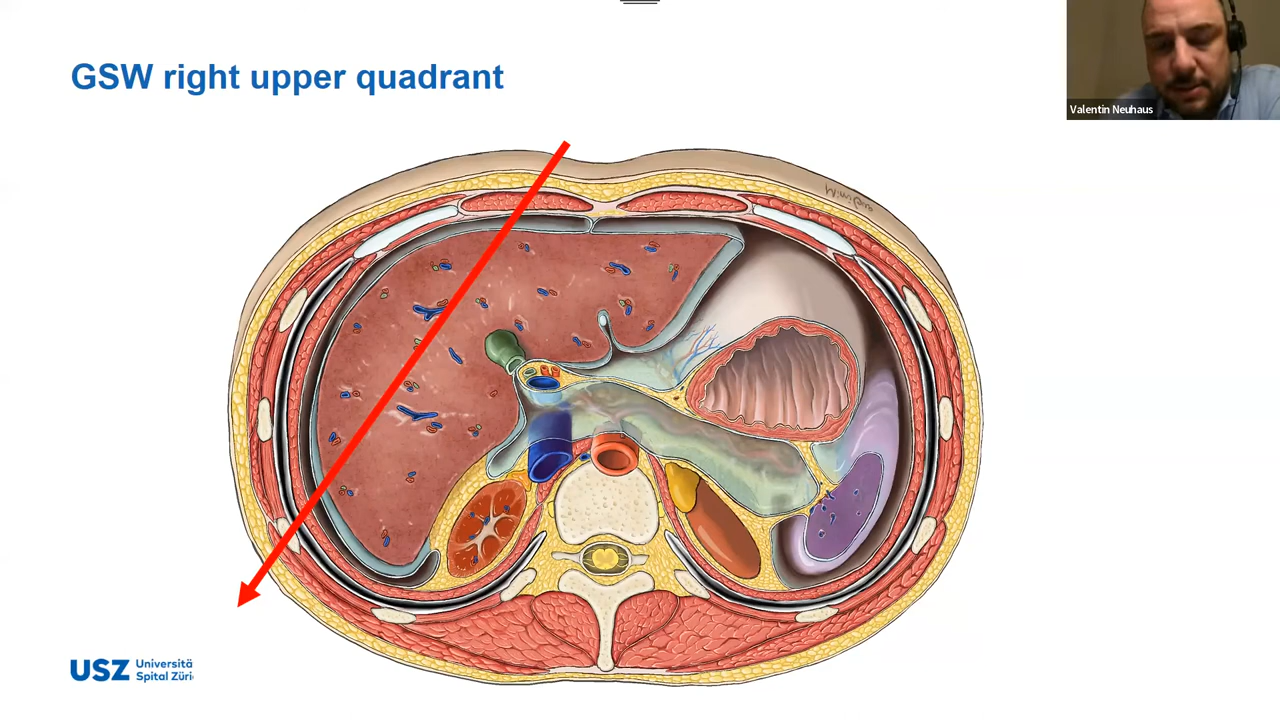 GSW right upper quadrant
Valentin Neuhaus
USZ Universitä
Spital Züri